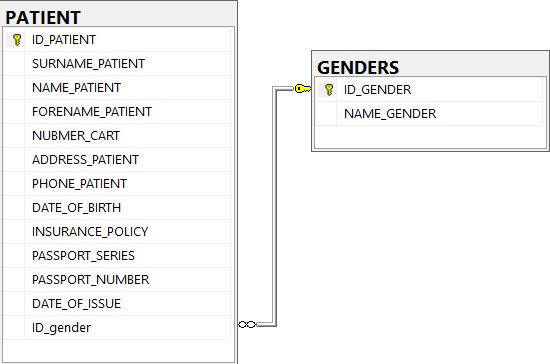 PATIENT
ID_PATIENT
SURNAME_PATIENT
NAME_PATIENT
FORENAME_PATIENT
NUBMER_CART
ADDRESS_PATIENT
PHONE_PATIENT
DATE_OF_BIRTH
INSURANCE_POLICY
PASSPORT_SERIES
PASSPORT_NUMBER
DATE_OF_ISSUE
ID_gender
GENDERS
ID_GENDER
NAME_GENDER